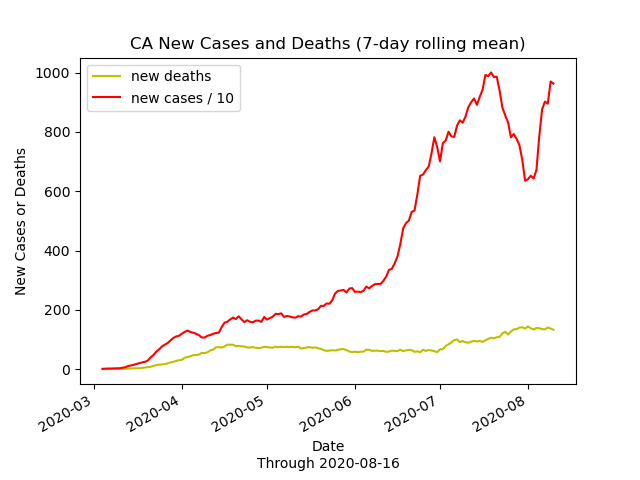 CA New Cases and Deaths (7-day rolling mean)
new deaths
new cases / 10
1000
800
600
400
200
0
New Cases or Deaths
2020-03
2020-04
2020-05
2020-06
2020-07
2020-08
Date
Through 2020-08-16